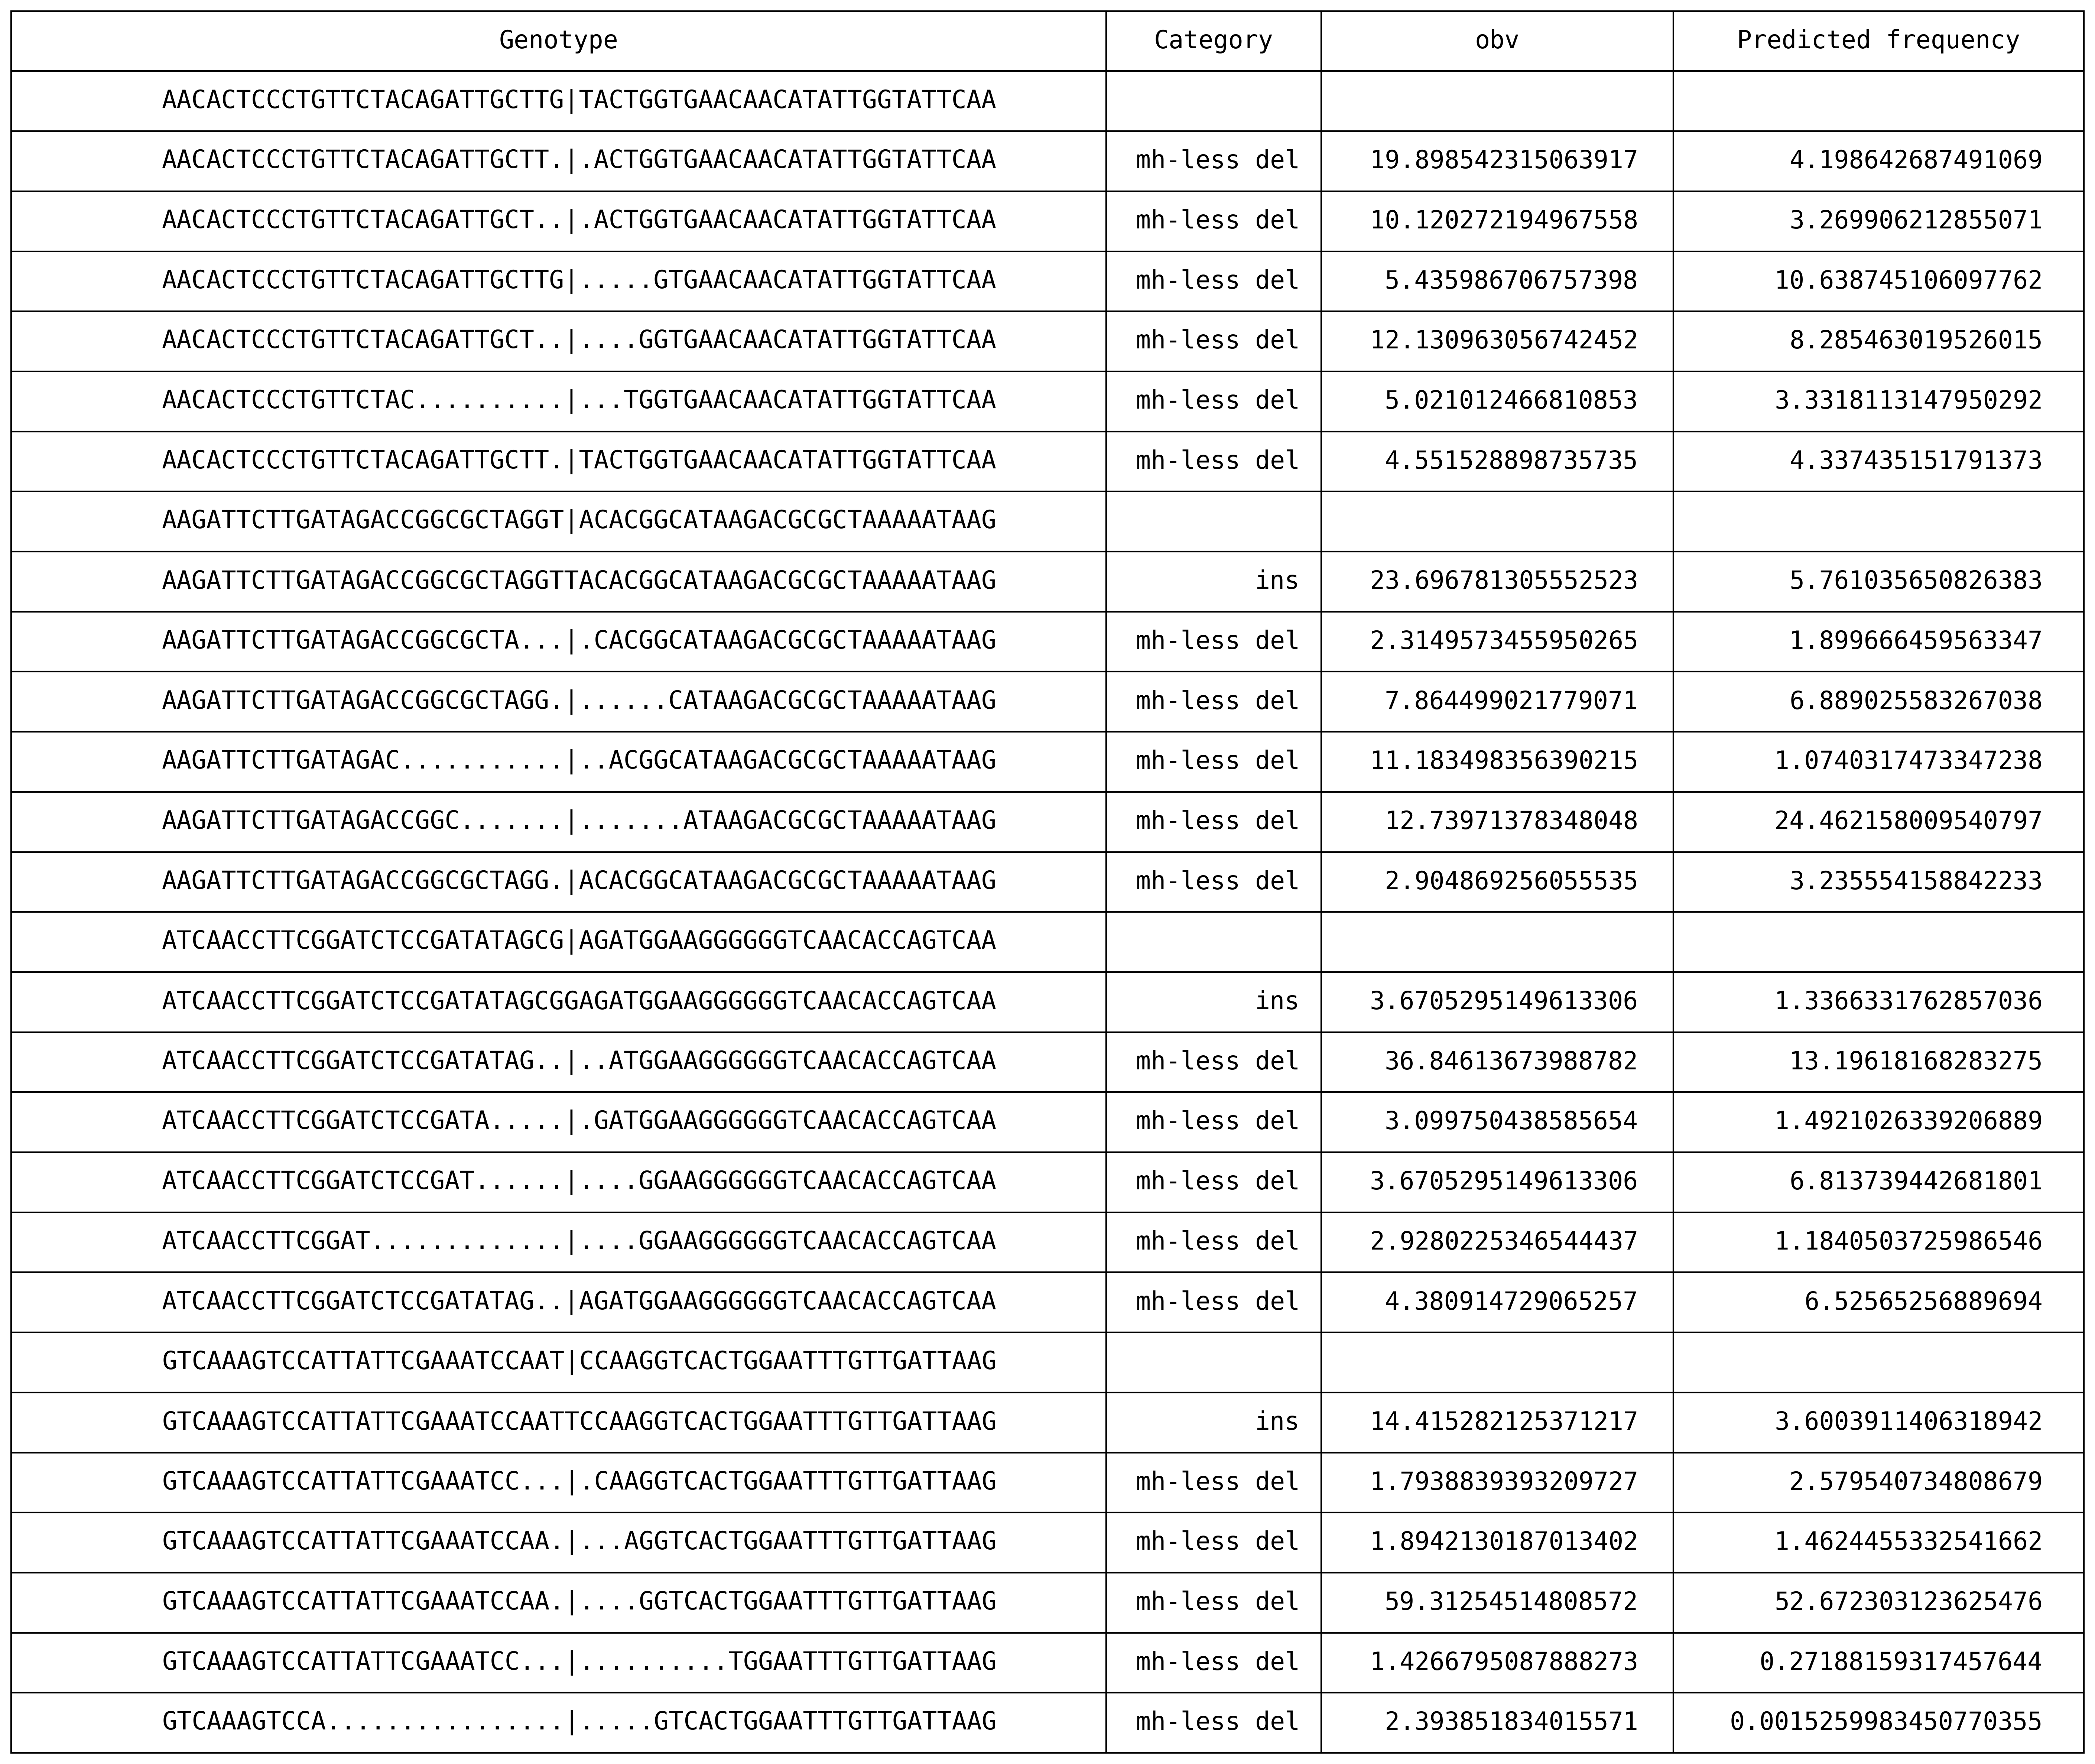 Genotype Category obv Predicted frequency
AACACTCCCTGTTCTACAGATTGCTTG|TACTGGTGAACAACATATTGGTATTCAA
AACACTCCCTGTTCTACAGATTGCTT.|.ACTGGTGAACAACATATTGGTATTCAA mh-less del 19.898542315063917 4.198642687491069
AACACTCCCTGTTCTACAGATTGCT..|.ACTGGTGAACAACATATTGGTATTCAA mh-less del 10.120272194967558 3.269906212855071
AACACTCCCTGTTCTACAGATTGCTTG|.....GTGAACAACATATTGGTATTCAA mh-less del 5.435986706757398 10.638745106097762
AACACTCCCTGTTCTACAGATTGCT..|....GGTGAACAACATATTGGTATTCAA mh-less del 12.130963056742452 8.285463019526015
AACACTCCCTGTTCTAC..........|...TGGTGAACAACATATTGGTATTCAA mh-less del 5.021012466810853 3.3318113147950292
AACACTCCCTGTTCTACAGATTGCTT.|TACTGGTGAACAACATATTGGTATTCAA mh-less del 4.551528898735735 4.337435151791373
AAGATTCTTGATAGACCGGCGCTAGGT|ACACGGCATAAGACGCGCTAAAAATAAG
AAGATTCTTGATAGACCGGCGCTAGGTTACACGGCATAAGACGCGCTAAAAATAAG ins 23.696781305552523 5.761035650826383
AAGATTCTTGATAGACCGGCGCTA...|.CACGGCATAAGACGCGCTAAAAATAAG mh-less del 2.3149573455950265 1.899666459563347
AAGATTCTTGATAGACCGGCGCTAGG.|......CATAAGACGCGCTAAAAATAAG mh-less del 7.864499021779071 6.889025583267038
AAGATTCTTGATAGAC...........|..ACGGCATAAGACGCGCTAAAAATAAG mh-less del 11.183498356390215 1.0740317473347238
AAGATTCTTGATAGACCGGC.......|.......ATAAGACGCGCTAAAAATAAG mh-less del 12.73971378348048 24.462158009540797
AAGATTCTTGATAGACCGGCGCTAGG.|ACACGGCATAAGACGCGCTAAAAATAAG mh-less del 2.904869256055535 3.235554158842233
ATCAACCTTCGGATCTCCGATATAGCG|AGATGGAAGGGGGGTCAACACCAGTCAA
ATCAACCTTCGGATCTCCGATATAGCGGAGATGGAAGGGGGGTCAACACCAGTCAA ins 3.6705295149613306 1.3366331762857036
ATCAACCTTCGGATCTCCGATATAG..|..ATGGAAGGGGGGTCAACACCAGTCAA mh-less del 36.84613673988782 13.19618168283275
ATCAACCTTCGGATCTCCGATA.....|.GATGGAAGGGGGGTCAACACCAGTCAA mh-less del 3.099750438585654 1.4921026339206889
ATCAACCTTCGGATCTCCGAT......|....GGAAGGGGGGTCAACACCAGTCAA mh-less del 3.6705295149613306 6.813739442681801
ATCAACCTTCGGAT.............|....GGAAGGGGGGTCAACACCAGTCAA mh-less del 2.9280225346544437 1.1840503725986546
ATCAACCTTCGGATCTCCGATATAG..|AGATGGAAGGGGGGTCAACACCAGTCAA mh-less del 4.380914729065257 6.52565256889694
GTCAAAGTCCATTATTCGAAATCCAAT|CCAAGGTCACTGGAATTTGTTGATTAAG
GTCAAAGTCCATTATTCGAAATCCAATTCCAAGGTCACTGGAATTTGTTGATTAAG ins 14.415282125371217 3.6003911406318942
GTCAAAGTCCATTATTCGAAATCC...|.CAAGGTCACTGGAATTTGTTGATTAAG mh-less del 1.7938839393209727 2.579540734808679
GTCAAAGTCCATTATTCGAAATCCAA.|...AGGTCACTGGAATTTGTTGATTAAG mh-less del 1.8942130187013402 1.4624455332541662
GTCAAAGTCCATTATTCGAAATCCAA.|....GGTCACTGGAATTTGTTGATTAAG mh-less del 59.31254514808572 52.672303123625476
GTCAAAGTCCATTATTCGAAATCC...|..........TGGAATTTGTTGATTAAG mh-less del 1.4266795087888273 0.27188159317457644
GTCAAAGTCCA................|.....GTCACTGGAATTTGTTGATTAAG mh-less del 2.393851834015571 0.0015259983450770355